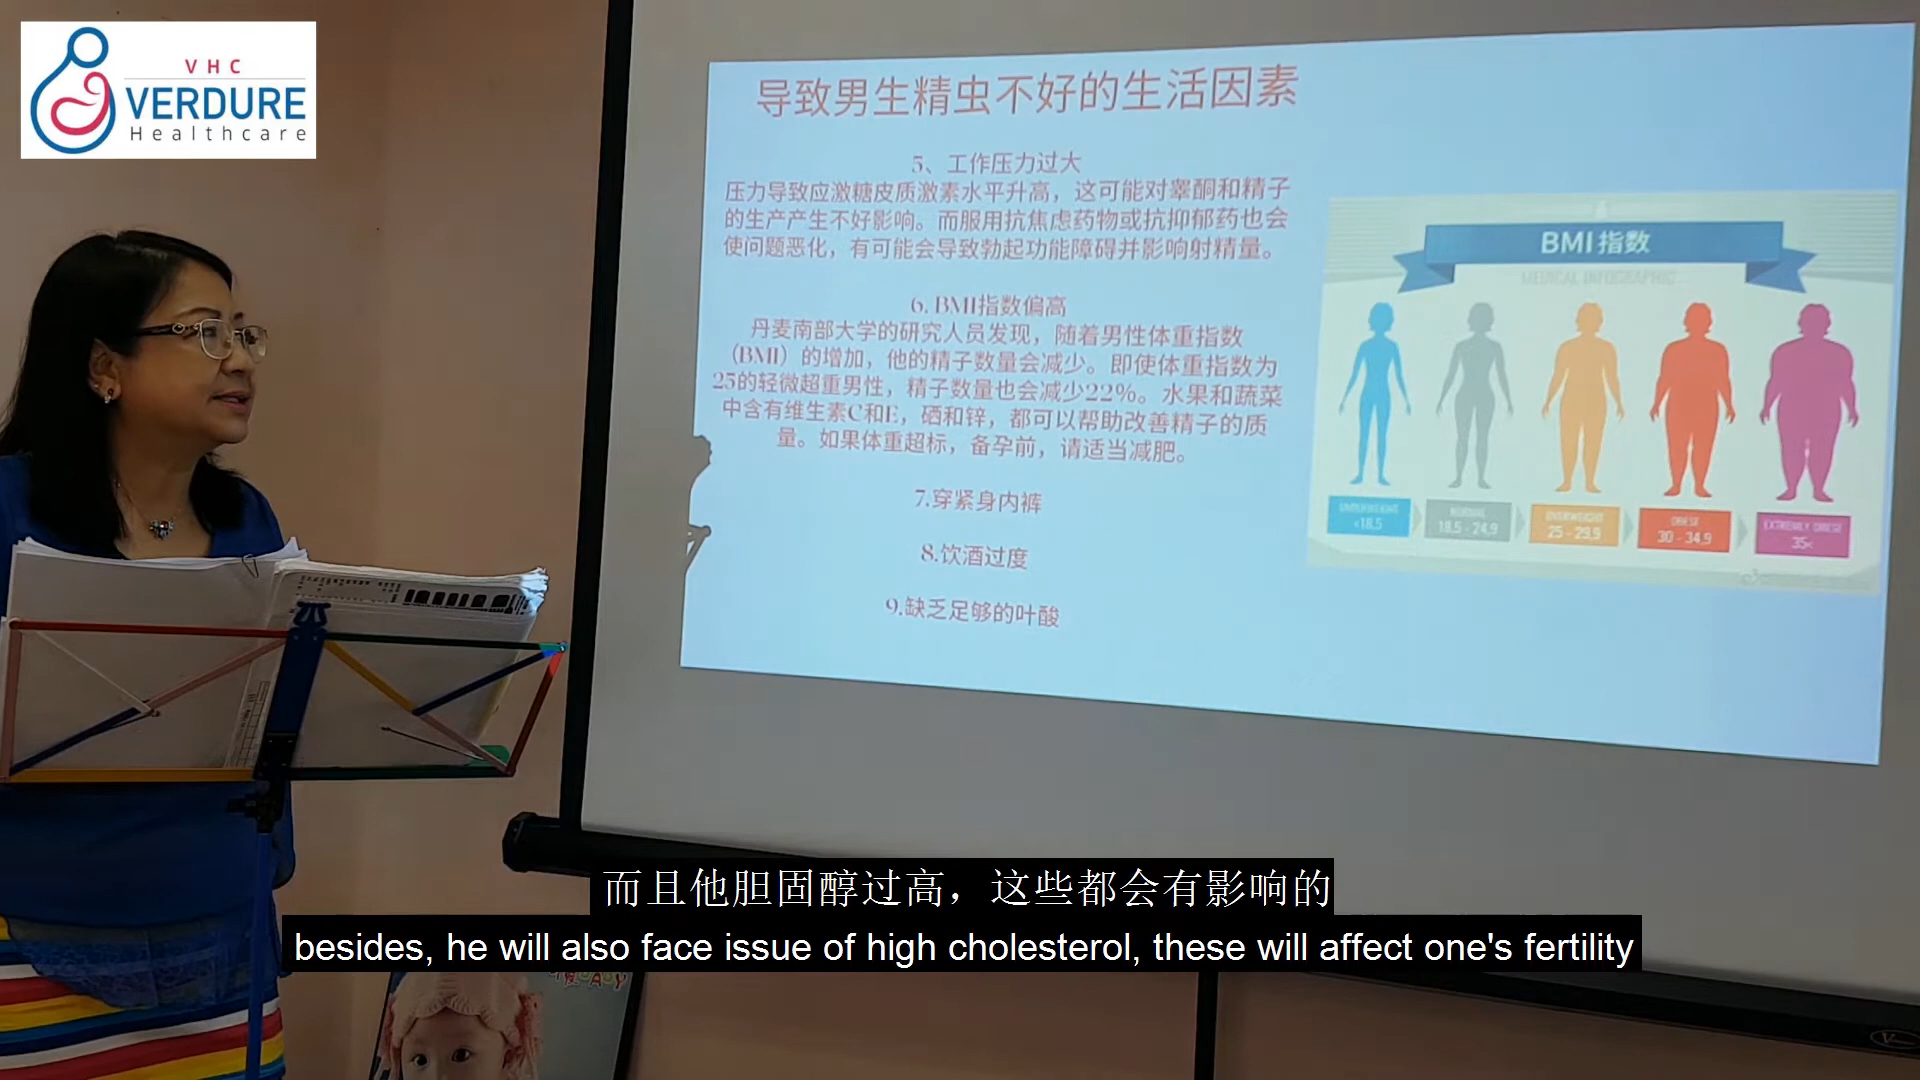 VHC
VERDURE
Healthcare
导致男生精虫不好的生活因素
5、工作压力过大
压力导致应激糖皮质激素水平升高，这可能对睾酮和精子
的生产产生不好影响。而服用抗焦虑药物或抗抑郁药也会
使问题恶化，有可能会导致勃起功能障碍并影响射精量。
6. BMI指数偏高
丹麦南部大学的研究人员发现，随着男性体重指数
（BMI）的增加，他的精子数量会减少。即使体重指数为
25的轻微超重男性，精子数量也会减少22%。水果和蔬菜
中含有维生素C和E，硒和锌，都可以帮助改善精子的质
量。如果体重超标，备孕前，请适当减肥。
7.穿紧身内裤
8.饮酒过度
9.缺乏足够的叶酸
BMI指数
MEDICAL INFOGRAPHIC
UNDERWEIGHT
<18.5
NORMAL
18.5 - 24.9
OVERWEIGHT
25 - 29.9
OBESE
30 - 34.9
EXTREMLY OBESE
35<
而且他胆固醇过高，这些都会有影响的
besides, he will also face issue of high cholesterol, these will affect one's fertility